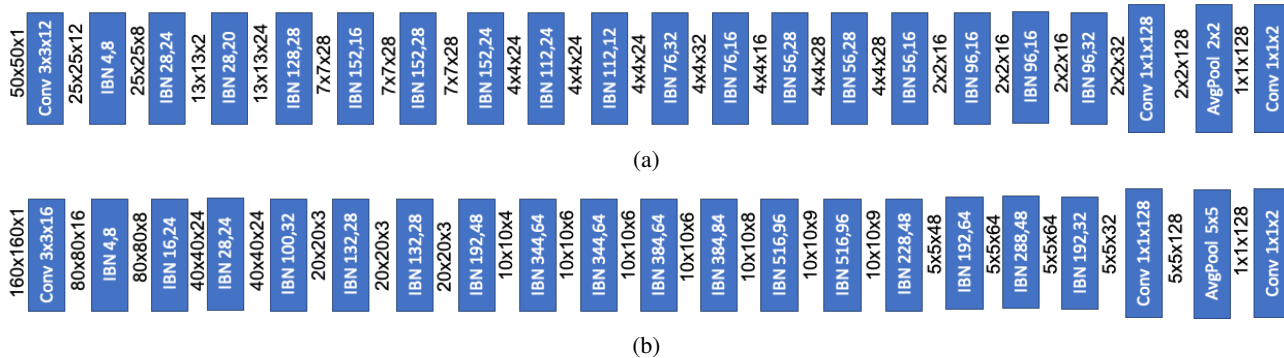 50x50x1
Conv 3x3x12
25x25x12
IBN 4,8
25x25x8
IBN 28,24
13x13x2
IBN 28,20
13x13x24
IBN 128,28
7x7x28
IBN 152,16
7x7x28
IBN 152,28
7x7x28
IBN 152,24
4x4x24
IBN 112,24
4x4x24
IBN 112,12
4x4x24
IBN 76,32
4x4x32
IBN 76,16
4x4x16
IBN 56,28
4x4x28
IBN 56,28
4x4x28
IBN 56,16
2x2x16
IBN 96,16
2x2x16
IBN 96,16
2x2x16
IBN 96,32
2x2x32
Conv 1x1x128
2x2x128
AvgPool 2x2
1x1x128
Conv 1x1x2
(a)
160x160x1
Conv 3x3x16
80x80x16
IBN 4,8
80x80x8
IBN 16,24
40x40x24
IBN 28,24
40x40x24
IBN 100,32
20x20x3
IBN 132,28
20x20x3
IBN 132,28
20x20x3
IBN 192,48
10x10x4
IBN 344,64
10x10x6
IBN 344,64
10x10x6
IBN 384,64
10x10x6
IBN 384,84
10x10x8
IBN 516,96
10x10x9
IBN 516,96
10x10x9
IBN 228,48
5x5x48
IBN 192,64
5x5x64
IBN 288,48
5x5x64
IBN 192,32
5x5x32
Conv 1x1x128
5x5x128
AvgPool 5x5
1x1x128
Conv 1x1x2
(b)